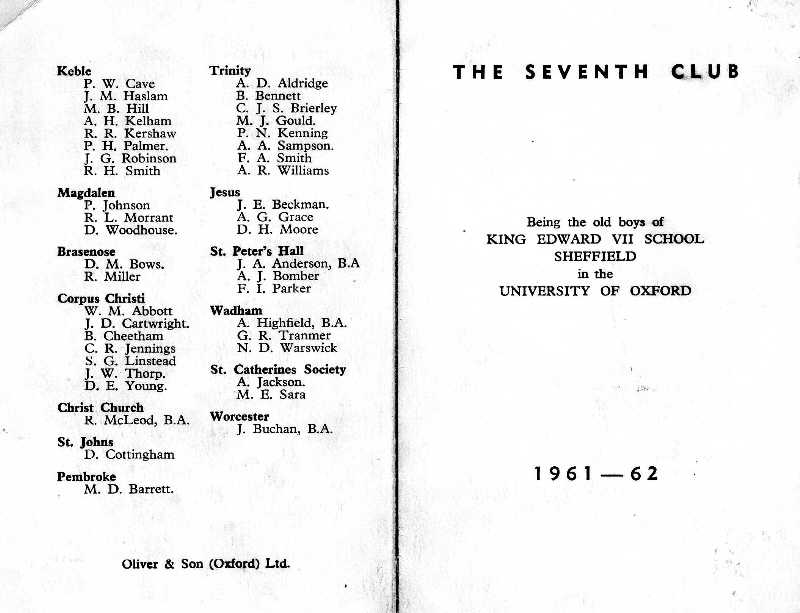 Keble
P. W. Cave
J. M. Haslam
M. B. Hill
A. H. Kelham
R. R. Kershaw
P. H. Palmer.
J. G. Robinson
R. H. Smith
Magdalen
P. Johnson
R. L. Morrant
D. Woodhouse.
Brasenose
D. M. Bows.
R. Miller
Corpus Christi
W. M. Abbott
J. D. Cartwright.
B. Cheetham
C. R. Jennings
S. G. Linstead
J. W. Thorp.
D. E. Young.
Christ Church
R. McLeod, B.A.
St. Johns
D. Cottingham
Pembroke
M. D. Barrett.
Trinity
A. D. Aldridge
B. Bennett
C. J. S. Brierley
M. J. Gould.
P. N. Kenning
A. A. Sampson.
F. A. Smith
A. R. Williams
Jesus
J. E. Beckman.
A. G. Grace
D. H. Moore
St. Peter's Hall
J. A. Anderson, B.A
A. J. Bomber
F. I. Parker
Wadham
A. Highfield, B.A.
G. R. Tranmer
N. D. Warswick
St. Catherines Society
A. Jackson.
M. E. Sara
Worcester
J. Buchan, B.A.
Oliver & Son (Oxford) Ltd.
THE SEVENTH CLUB
Being the old boys of
KING EDWARD VII SCHOOL
SHEFFIELD
in the
UNIVERSITY OF OXFORD
1961—62